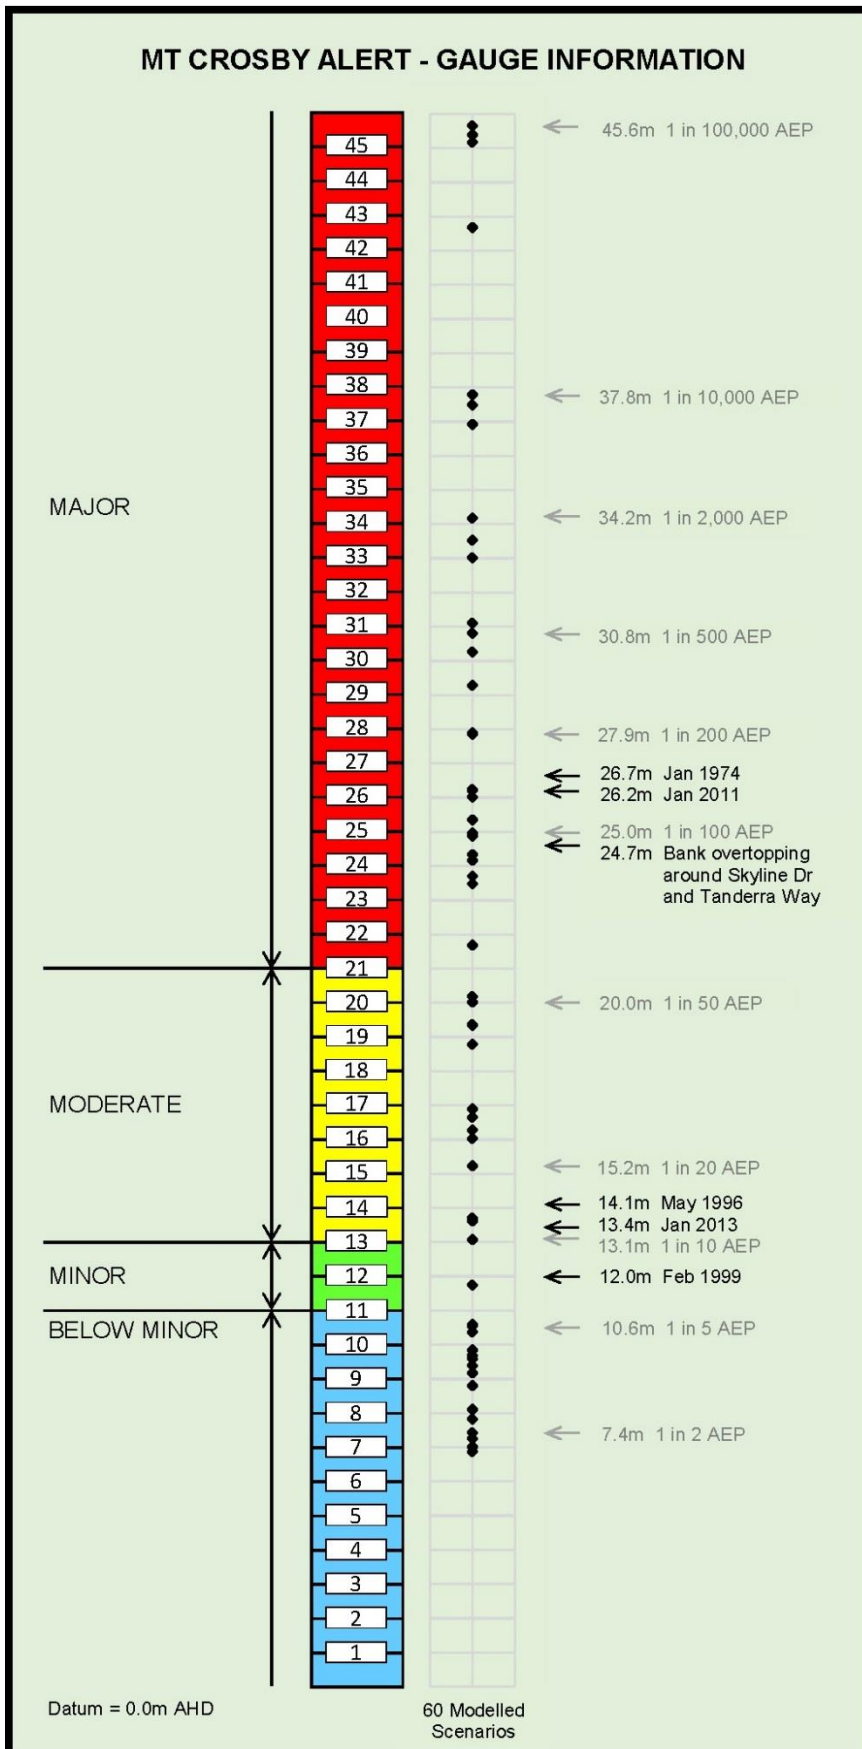 MT CROSBY ALERT - GAUGE INFORMATION
45.6m 1 in 100,000 AEP
45
44
43
42
41
40
39
38
37.8m 1 in 10,000 AEP
37
36
35
MAJOR
34
34.2m 1 in 2,000 AEP
33
32
31
30.8m 1 in 500 AEP
30
29
28
27.9m 1 in 200 AEP
27
26.7m Jan 1974
26
26.2m Jan 2011
25
25.0m 1 in 100 AEP
24.7m Bank overtopping
around Skyline Dr
and Tanderra Way
24
23
22
21
20
20.0m 1 in 50 AEP
19
18
17
MODERATE
16
15
15.2m 1 in 20 AEP
14
14.1m May 1996
13.4m Jan 2013
13
13.1m 1 in 10 AEP
MINOR
12
12.0m Feb 1999
11
BELOW MINOR
10.6m 1 in 5 AEP
10
9
8
7.4m 1 in 2 AEP
7
6
5
4
3
2
1
Datum = 0.0m AHD
60 Modelled
Scenarios